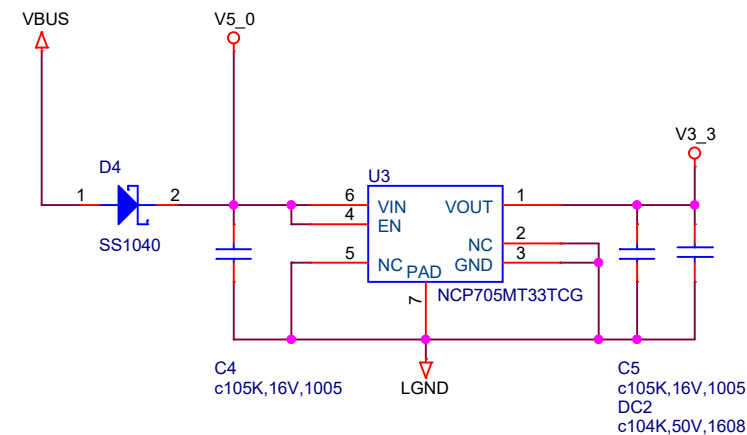 VBUS
V5_0
V3_3
D4
1
2
SS1040
U3
6
VIN
VOUT
1
4
EN
NC
2
5
NC
PAD
GND
3
7
NCP705MT33TCG
C4
c105K,16V,1005
LGND
C5
c105K,16V,1005
DC2
c104K,50V,1608